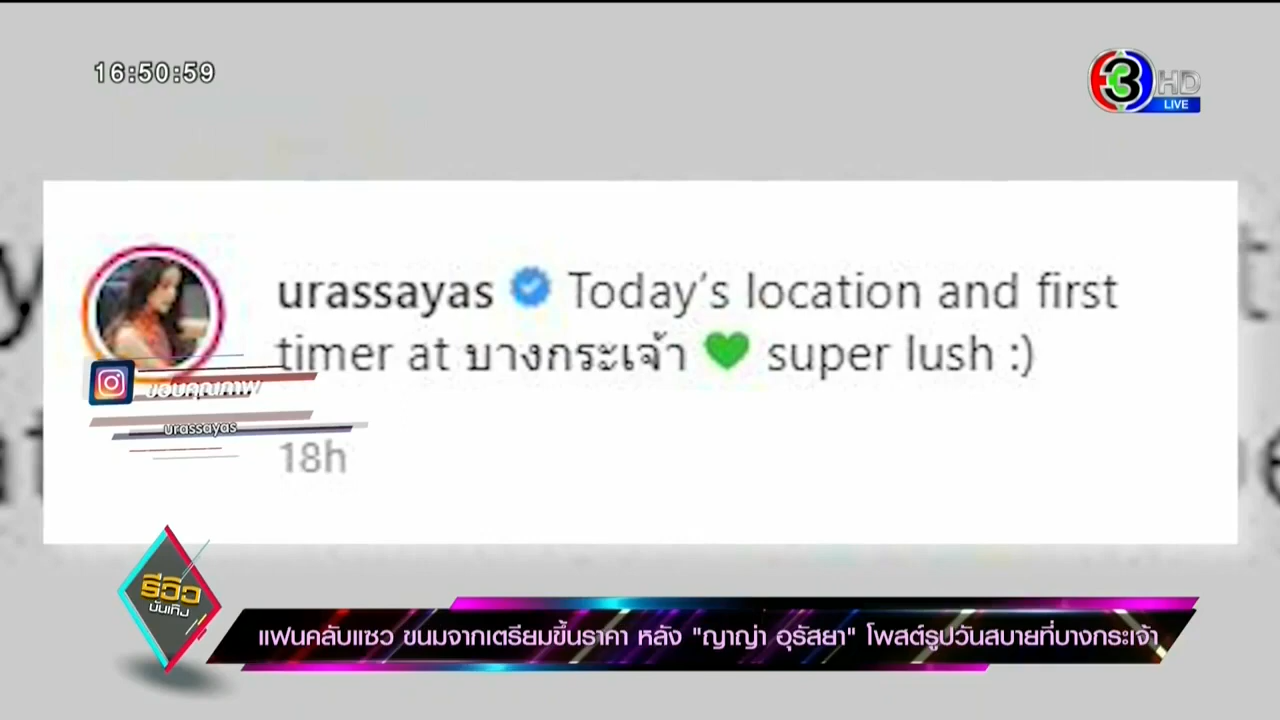 16:50:59
3 HD
LIVE
urassayas Today's location and first
timer at บางกระเจ้า 💚 super lush :)
ขอบคุณภาพ
urassayas
18h
รีวิว
บันเทิง
แฟนคลับแซว ขนมจากเตรียมขึ้นราคา หลัง "ญาญ่า อุรัสยา" โพสต์รูปวันสบายที่บางกระเจ้า